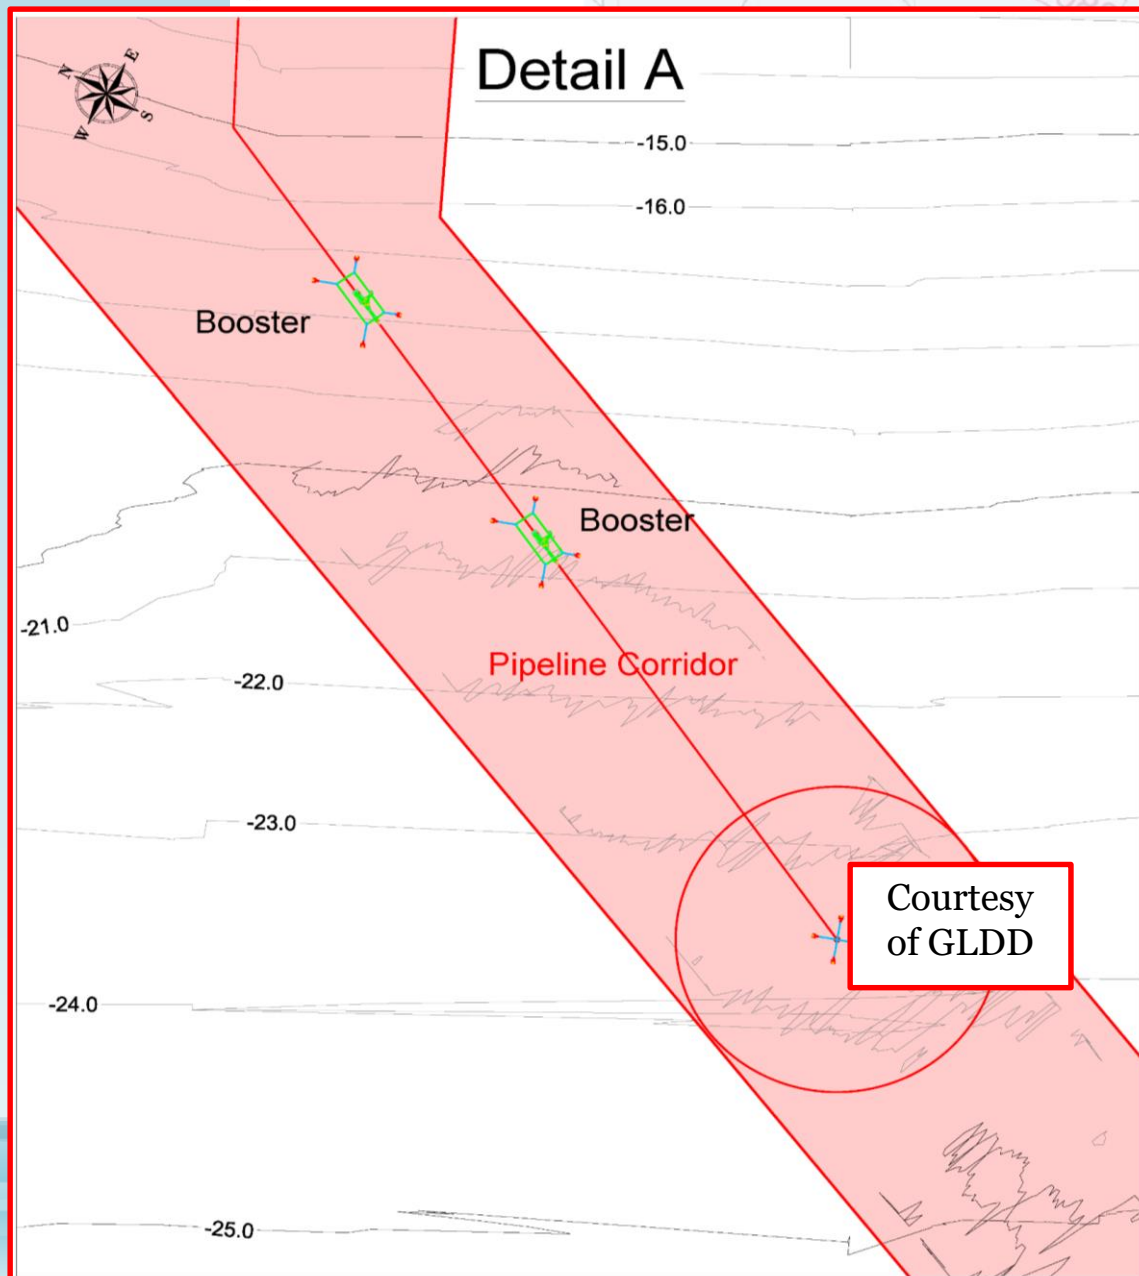 Detail A
N
E
S
W
-15.0
-16.0
Booster
Booster
-21.0
Pipeline Corridor
-22.0
-23.0
Courtesy
of GLDD
-24.0
-25.0